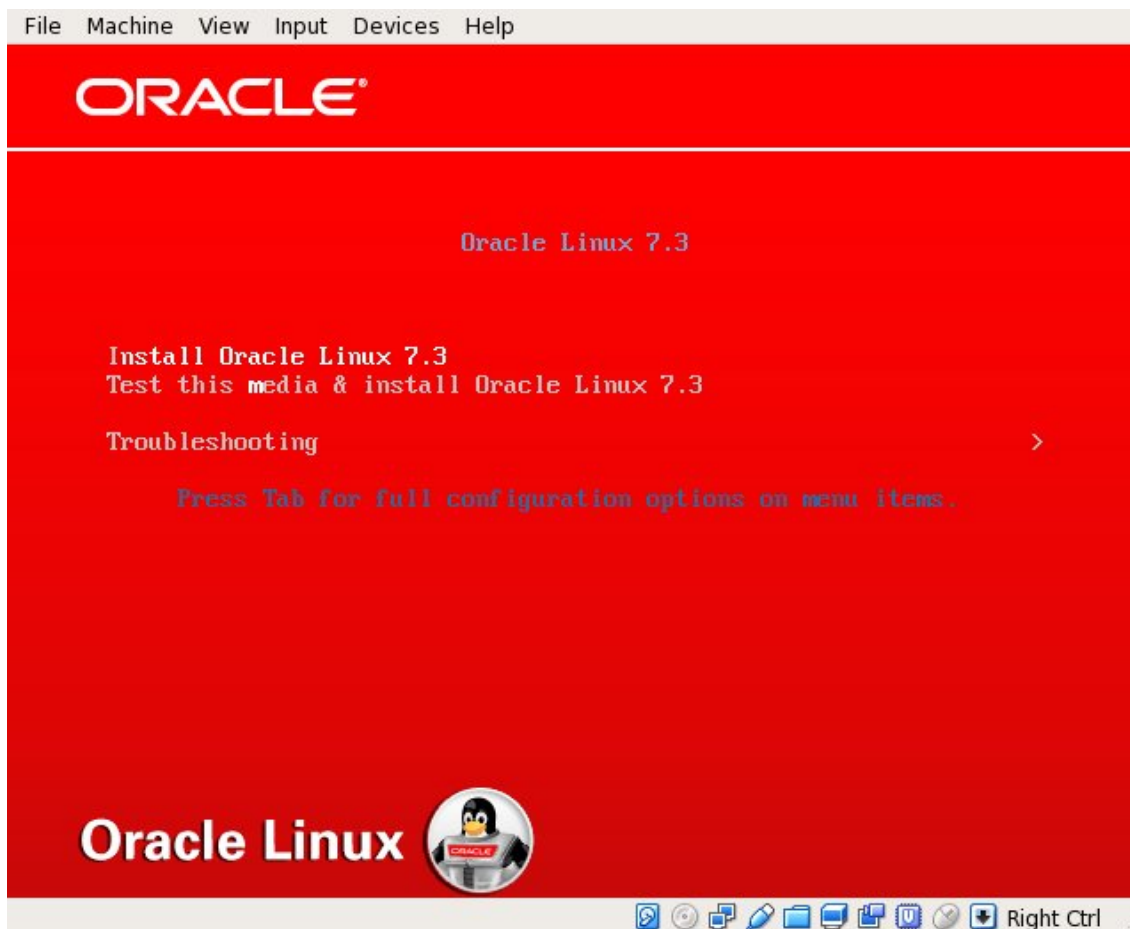 File Machine View Input Devices Help
ORACLE®
Oracle Linux 7.3
Install Oracle Linux 7.3
Test this media & install Oracle Linux 7.3
Troubleshooting >
Press Tab for full configuration options on menu items.
Oracle Linux
ORACLE
Right Ctrl